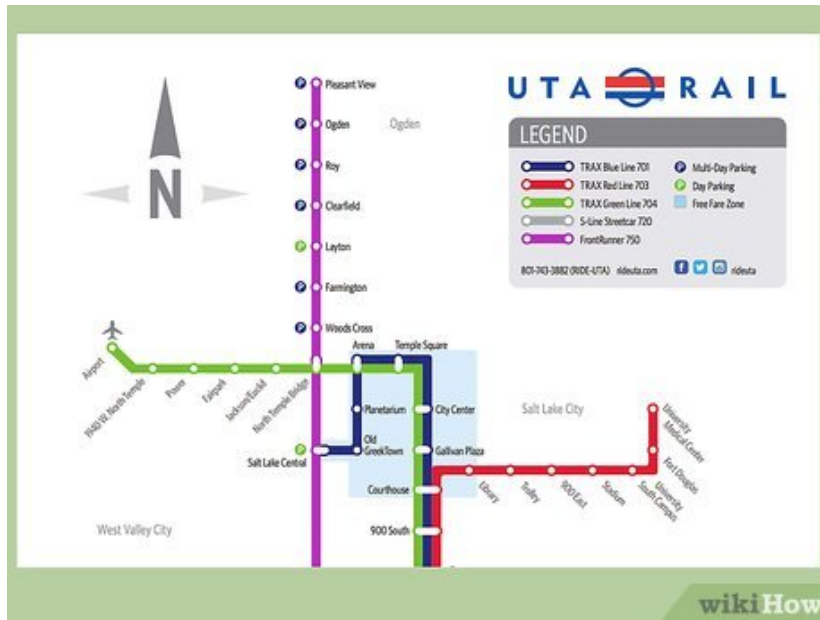 UTA RAIL
LEGEND
TRAX Blue Line 701
TRAX Red Line 703
TRAX Green Line 704
S-Line Streetcar 720
FrontRunner 750
P Multi-Day Parking
P Day Parking
Free Fare Zone
801-743-3882 (RIDE-UTA) rideuta.com
rideuta
N
P Pleasant View
P Ogden
Ogden
P Roy
P Clearfield
P Layton
P Farmington
P Woods Cross
Arena
Temple Square
Airport
1940 W. North Temple
Power
Fairpark
Jackson/Euclid
North Temple Bridge
Planetarium
City Center
Salt Lake City
P
Salt Lake Central
Old
GreekTown
Gallivan Plaza
Courthouse
900 South
Library
Trolley
900 East
Stadium
University
South Campus
Fort Douglas
University
Medical Center
West Valley City
wikiHow